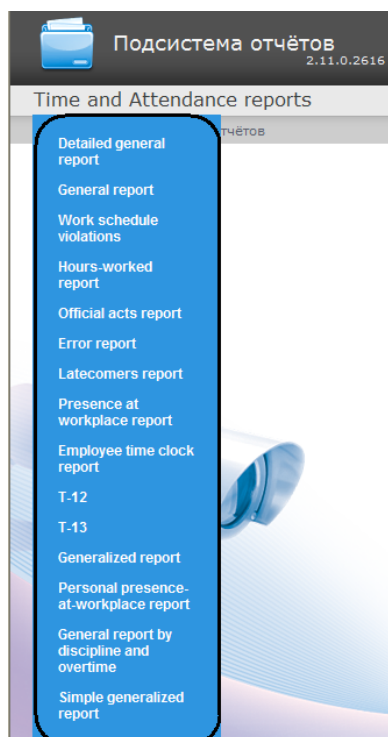 Подсистема отчётов
2.11.0.2616
Time and Attendance reports
тчётов
Detailed general
report
General report
Work schedule
violations
Hours-worked
report
Official acts report
Error report
Latecomers report
Presence at
workplace report
Employee time clock
report
T-12
T-13
Generalized report
Personal presence-
at-workplace report
General report by
discipline and
overtime
Simple generalized
report